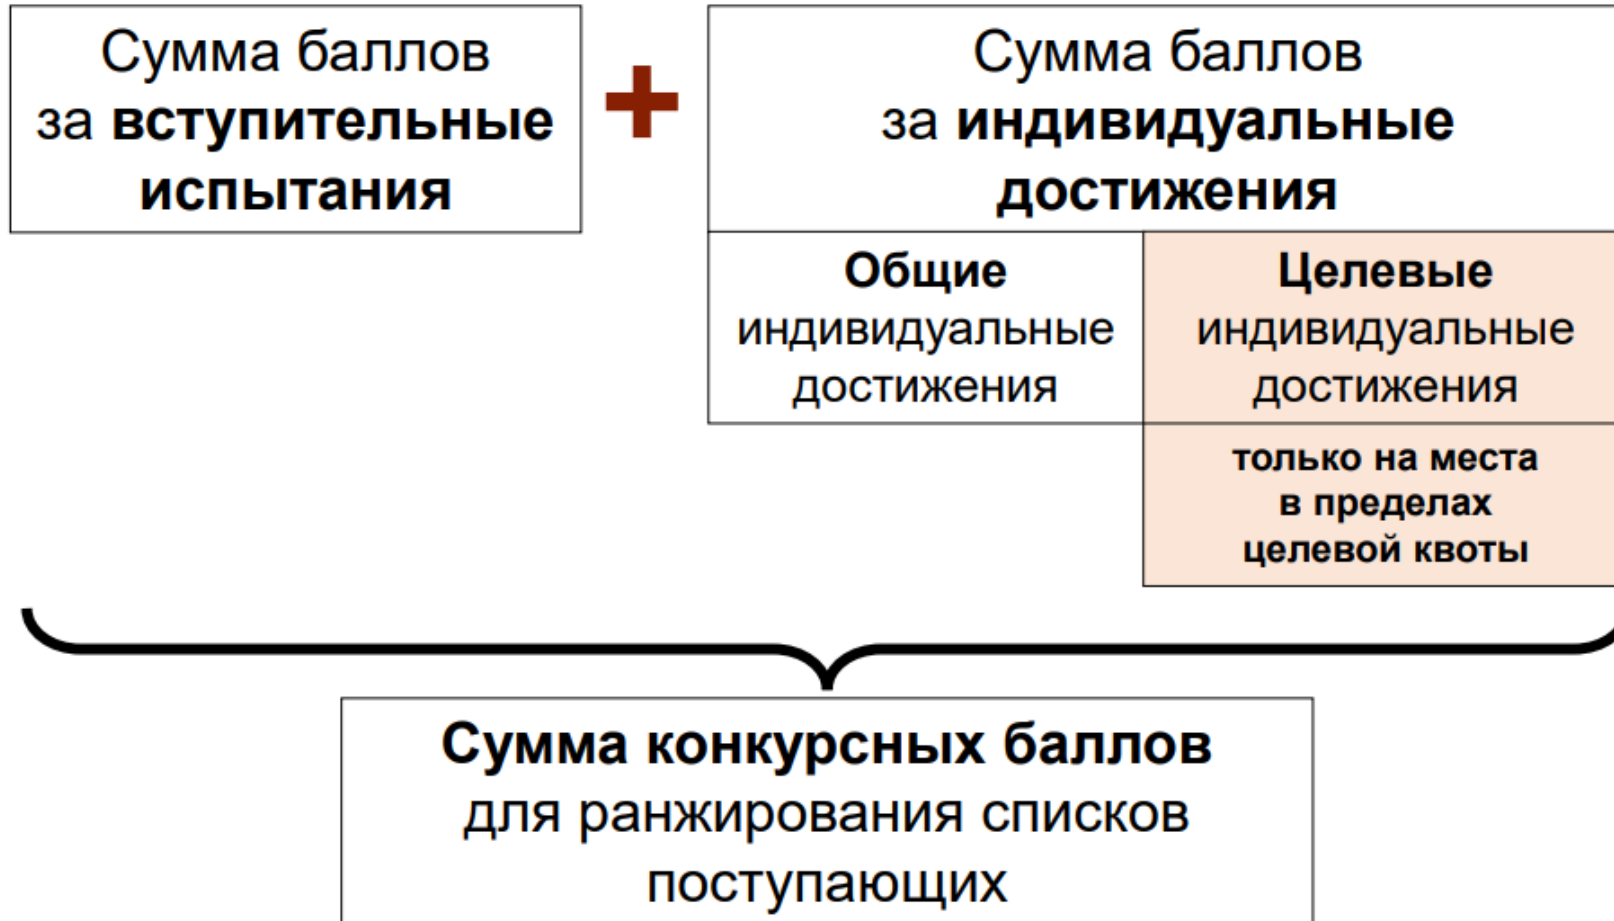 Сумма баллов
за вступительные
испытания
+
Сумма баллов
за индивидуальные
достижения
Общие
индивидуальные
достижения
Целевые
индивидуальные
достижения
только на места
в пределах
целевой квоты
Сумма конкурсных баллов
для ранжирования списков
поступающих